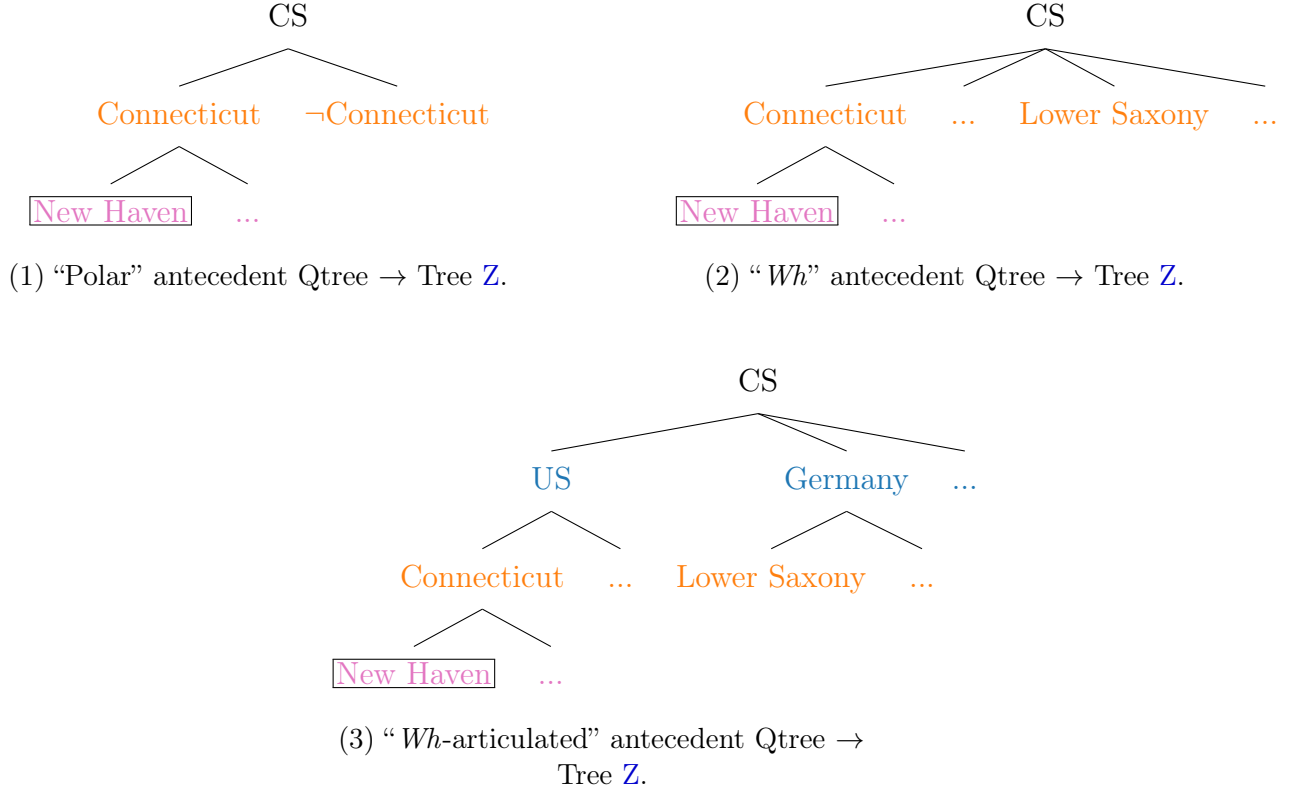 CS
Connecticut ¬Connecticut
New Haven ...
(1) “Polar” antecedent Qtree → Tree Z.
CS
Connecticut ... Lower Saxony ...
New Haven ...
(2) “Wh” antecedent Qtree → Tree Z.
CS
US Germany ...
Connecticut ... Lower Saxony ...
New Haven ...
(3) “Wh-articulated” antecedent Qtree →
Tree Z.